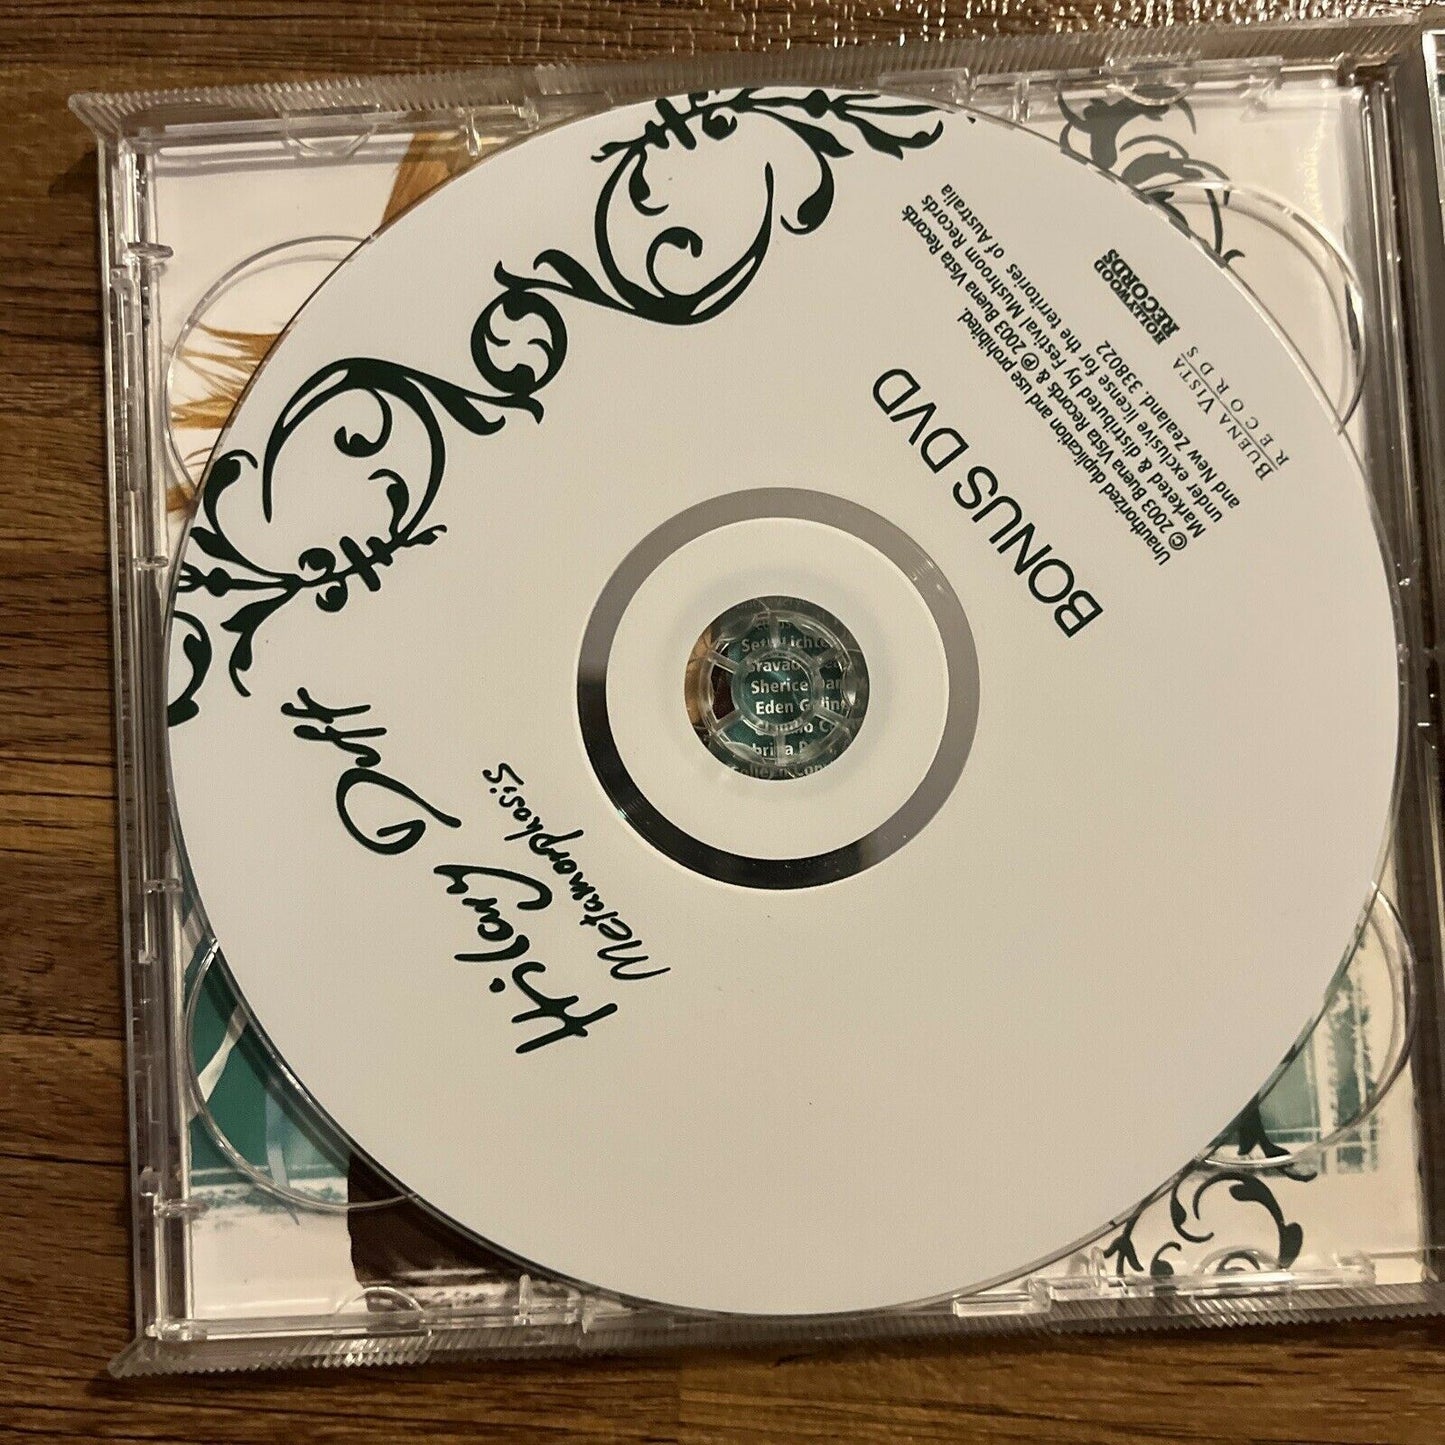 Hilary Duff
Metamorphosis
BONUS DVD
Unauthorized duplication and use prohibited.
© 2003 Buena Vista Records & ℗ 2003 Buena Vista Records
Marketed & distributed by Festival Mushroom Records
under exclusive license for the territories of Australia
and New Zealand. 338022
BUENA VISTA
RECORDS
HOLLYWOOD
RECORDS
Sherice
Eden